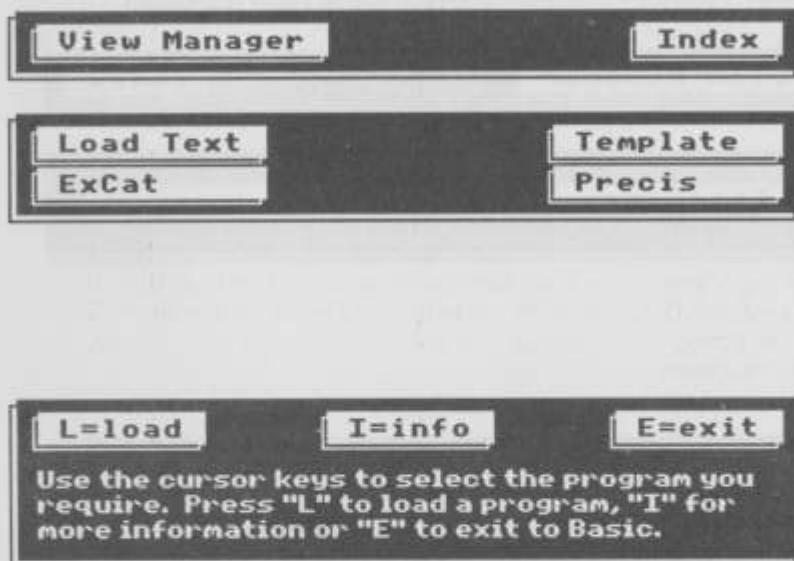 View Manager Index
Load Text Template
ExCat Precis
L=load I=info E=exit
Use the cursor keys to select the program you
require. Press "L" to load a program, "I" for
more information or "E" to exit to Basic.